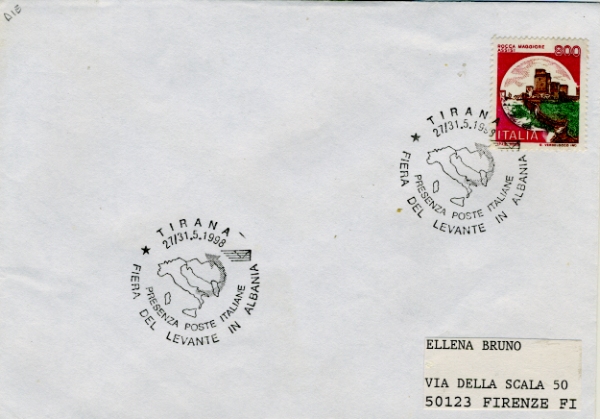 ROCCA MAGGIORE
ASSISI
800
ITALIA
TIRANA
27/31.5.1998
PRESENZA POSTE ITALIANE
FIERA DEL LEVANTE IN ALBANIA
TIRANA
27/31.5.1998
PRESENZA POSTE ITALIANE
FIERA DEL LEVANTE IN ALBANIA
ELLENA BRUNO
VIA DELLA SCALA 50
50123 FIRENZE FI